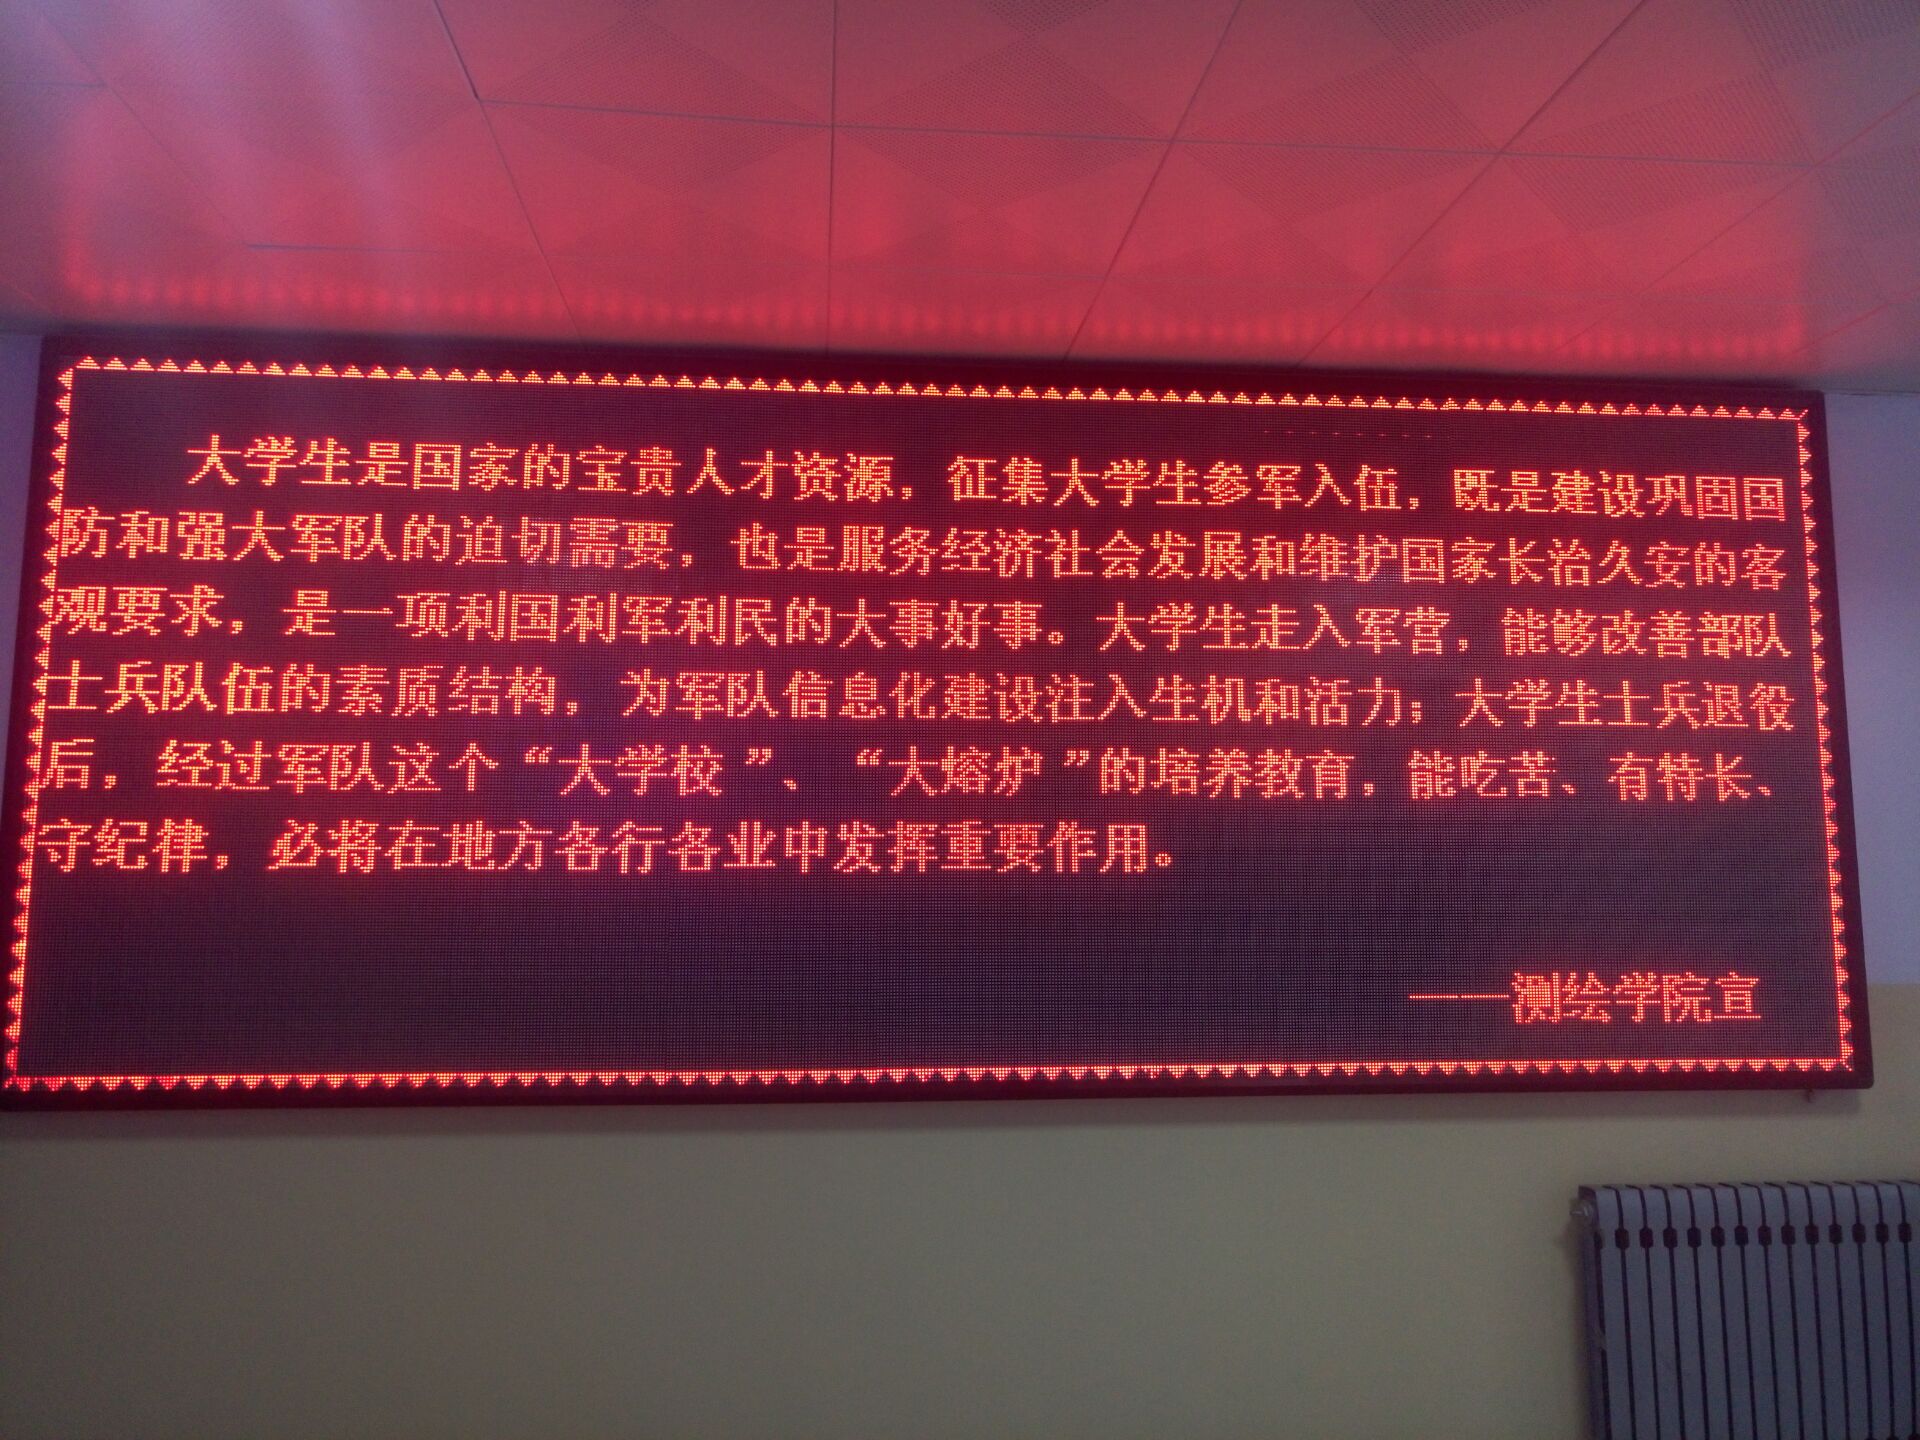 大学生是国家的宝贵人才资源，征集大学生参军入伍，既是建设巩固国
防和强大军队的迫切需要，也是服务经济社会发展和维护国家长治久安的客
观要求，是一项利国利军利民的大事好事。大学生走入军营，能够改善部队
士兵队伍的素质结构，为军队信息化建设注入生机和活力；大学生士兵退役
后，经过军队这个“大学校”、“大熔炉”的培养教育，能吃苦、有特长、
守纪律，必将在地方各行各业中发挥重要作用。
——测绘学院宣